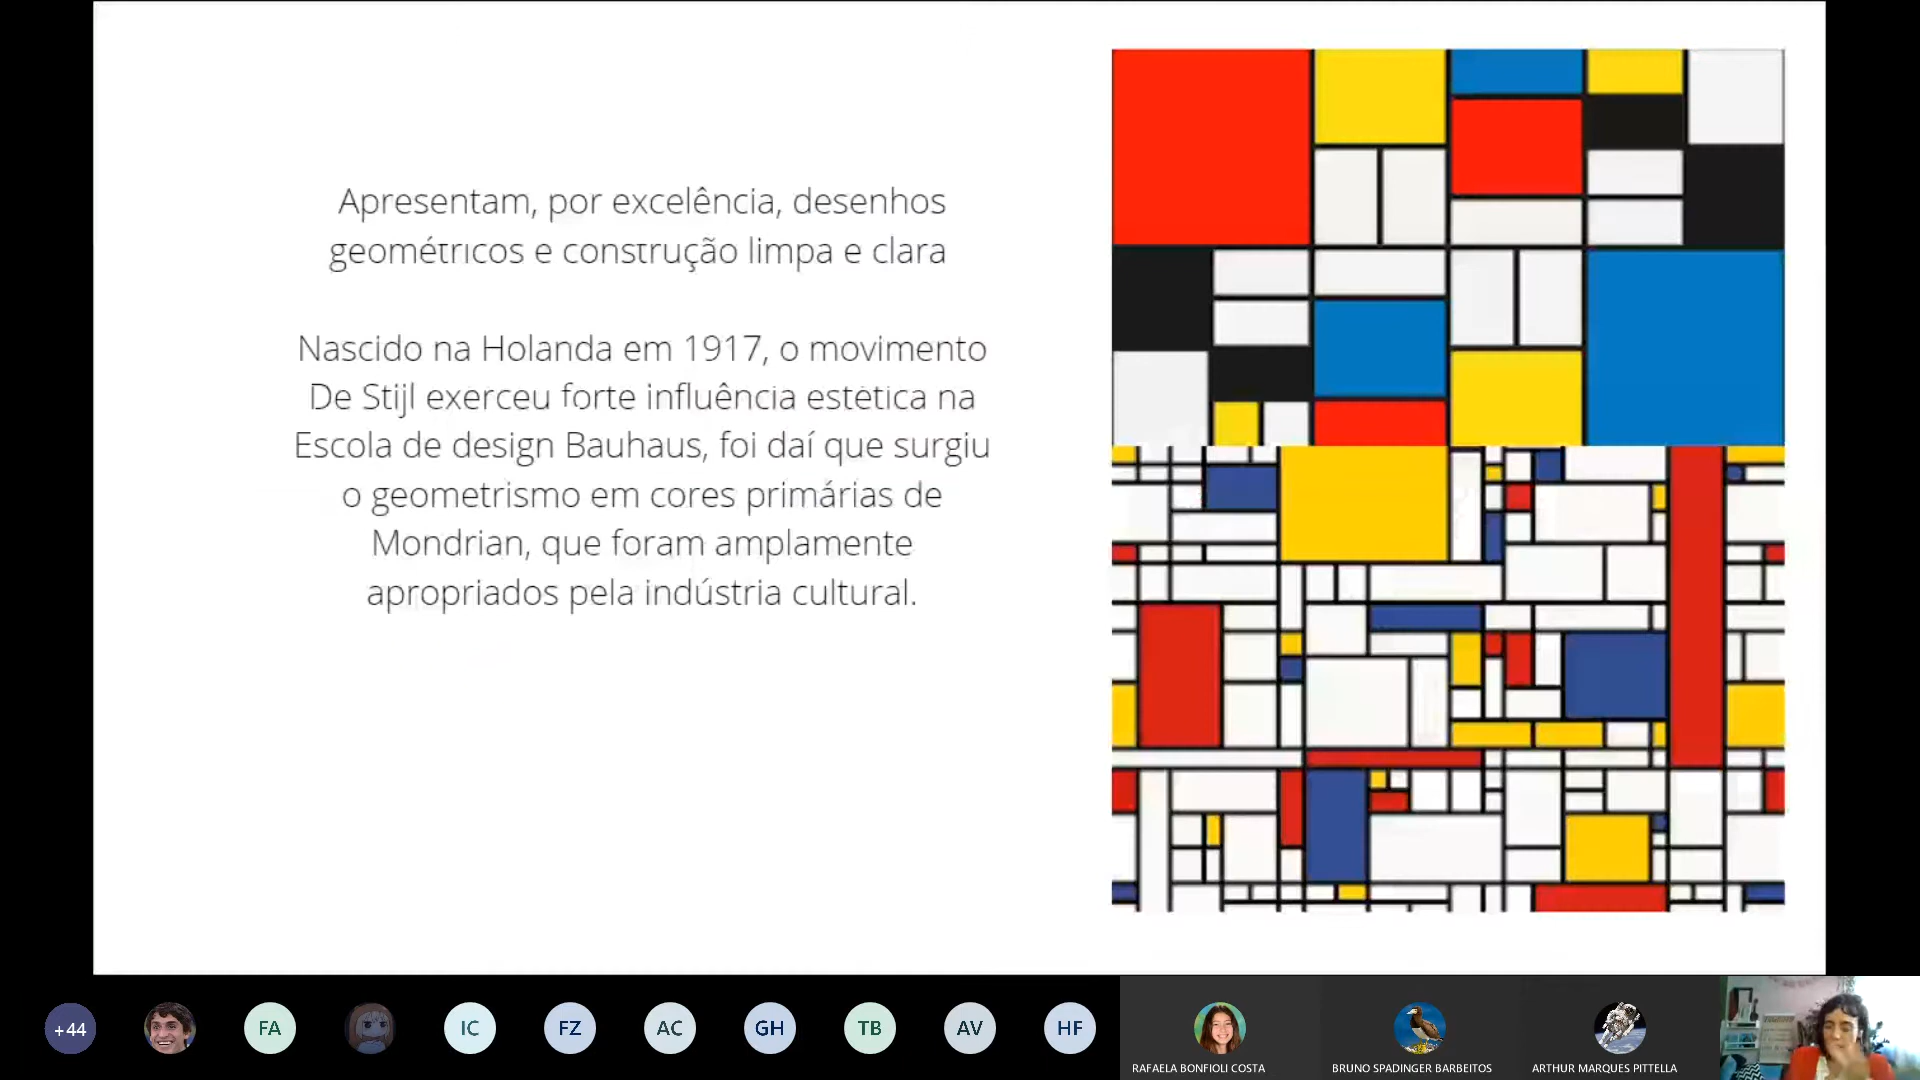 Apresentam, por excelência, desenhos
geométricos e construção limpa e clara
Nascido na Holanda em 1917, o movimento
De Stijl exerceu forte influência estética na
Escola de design Bauhaus, foi daí que surgiu
o geometrismo em cores primárias de
Mondrian, que foram amplamente
apropriados pela indústria cultural.
+44
FA
IC
FZ
AC
GH
TB
AV
HF
RAFAELA BONFIOLI COSTA
BRUNO SPADINGER BARBEITOS
ARTHUR MARQUES PITTELLA